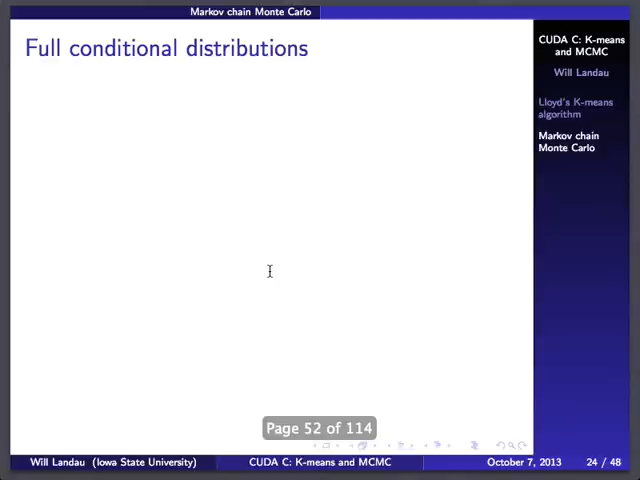 Markov chain Monte Carlo
Full conditional distributions
CUDA C: K-means
and MCMC
Will Landau
Lloyd's K-means
algorithm
Markov chain
Monte Carlo
Page 52 of 114
Will Landau (Iowa State University)
CUDA C: K-means and MCMC
October 7, 2013
24 / 48